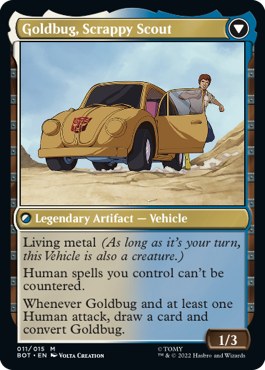 Goldbug, Scrappy Scout
Legendary Artifact — Vehicle
Living metal (As long as it's your turn,
this Vehicle is also a creature.)
Human spells you control can't be
countered.
Whenever Goldbug and at least one
Human attack, draw a card and
convert Goldbug.
1/3
011/015 M
BOT • EN Volta Creation
©TOMY
™ & © 2022 Hasbro and Wizards